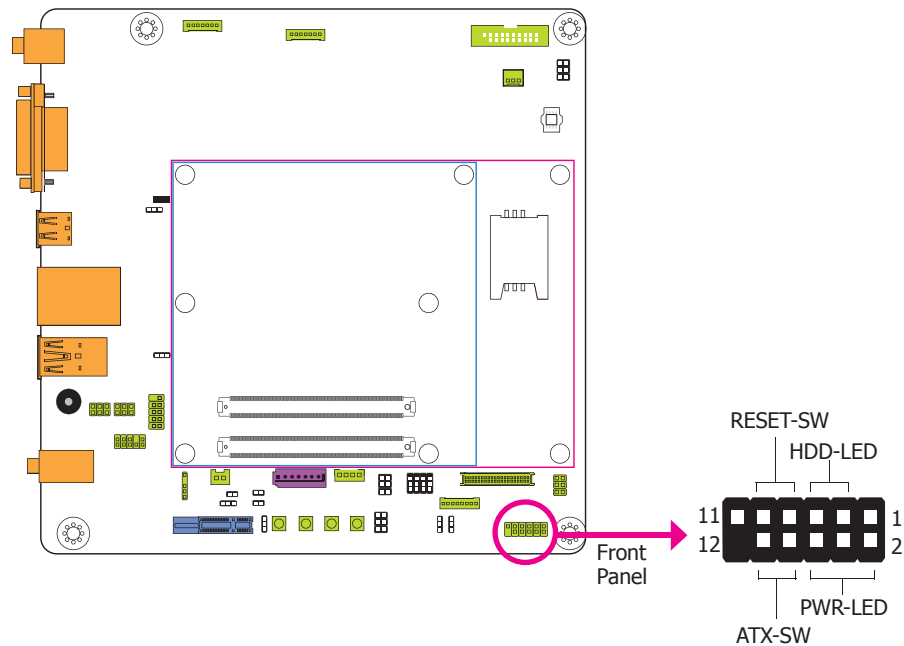 RESET-SW
HDD-LED
11
1
12
2
Front
Panel
PWR-LED
ATX-SW